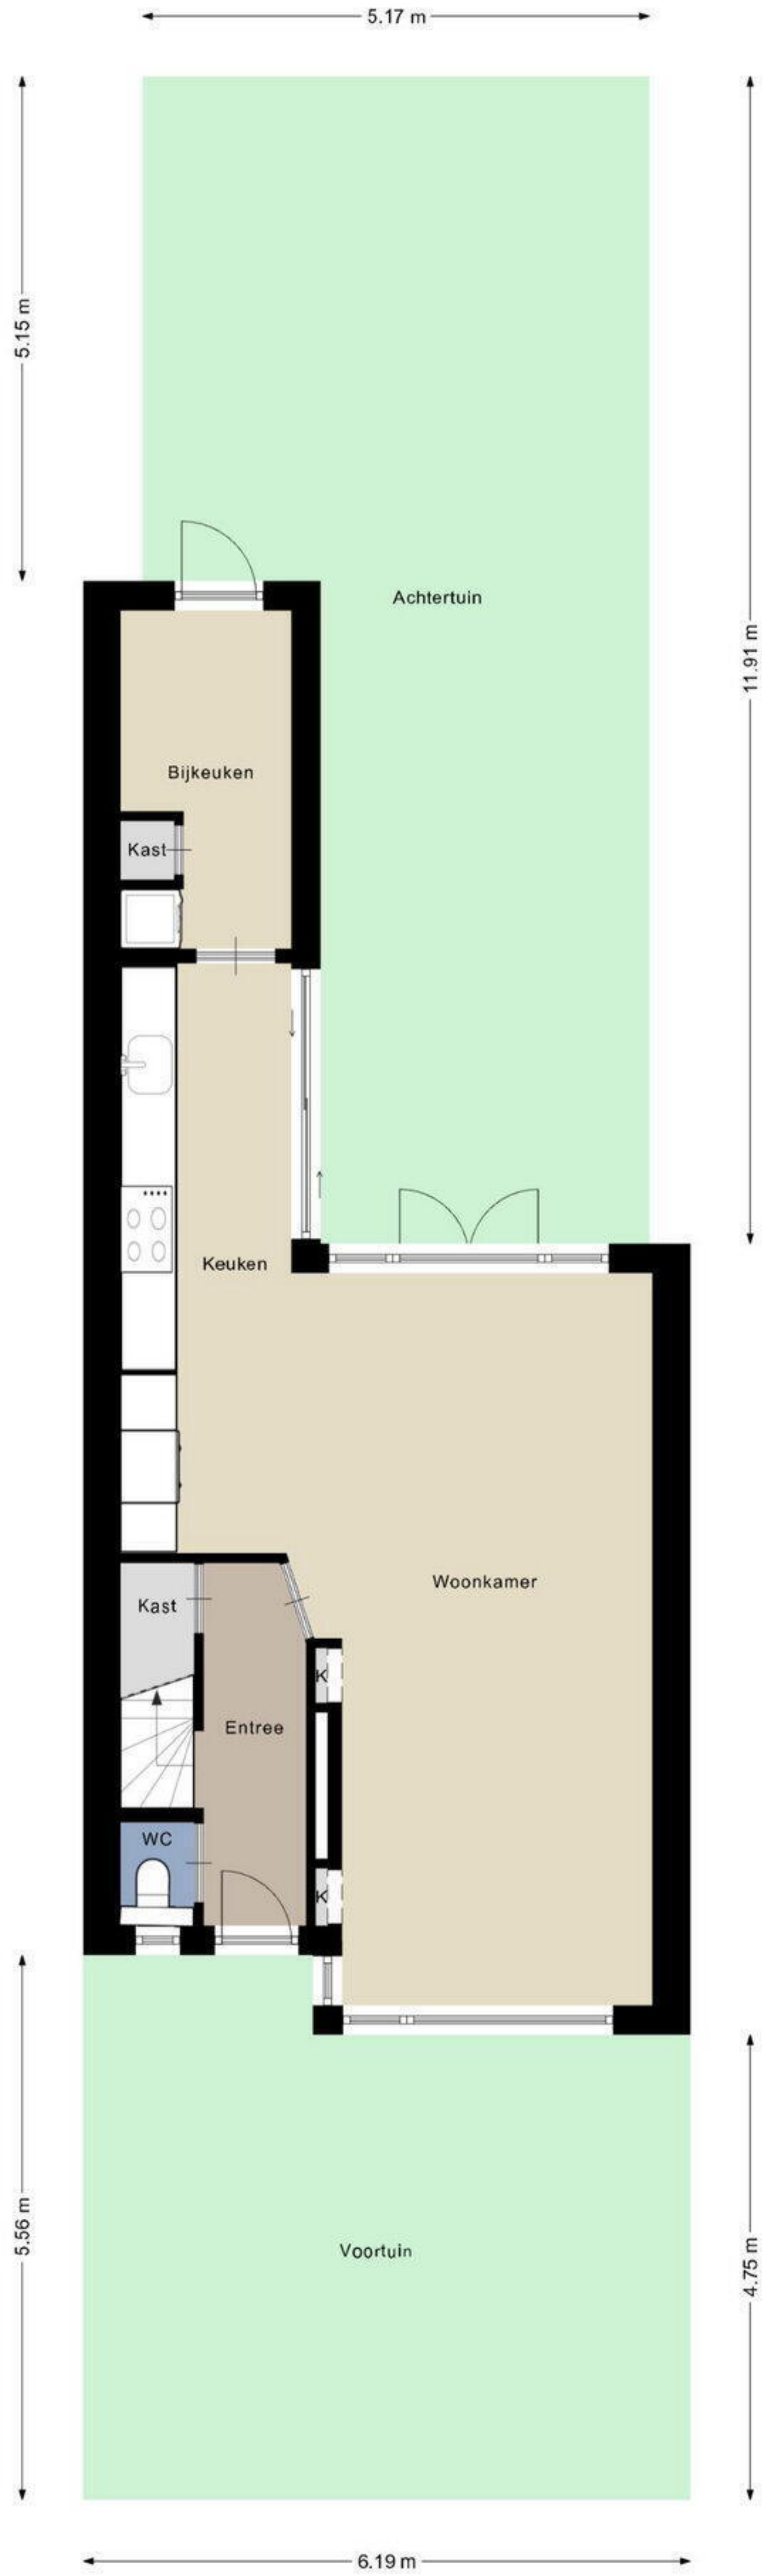 5.17 m
5.15 m
Achtertuin
11.91 m
Bijkeuken
Kast
Keuken
Woonkamer
Kast
K
Entree
WC
K
5.56 m
Voortuin
4.75 m
6.19 m